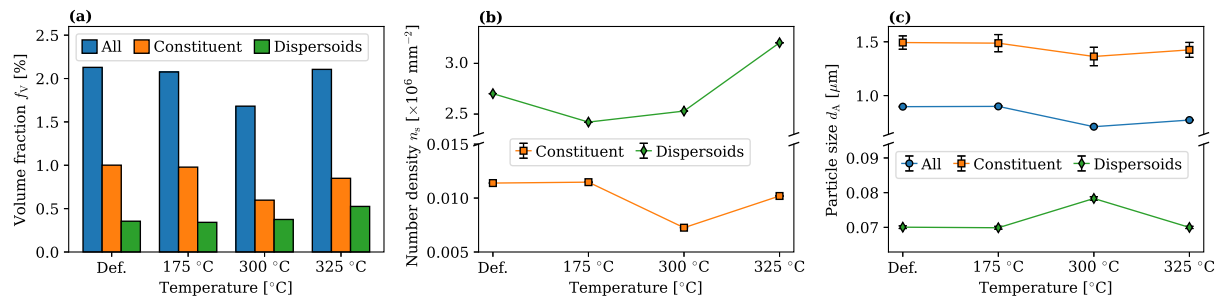 (a)
Volume fraction f_V [%]
2.5
2.0
1.5
1.0
0.5
0.0
All Constituent Dispersoids
Def. 175 °C 300 °C 325 °C
Temperature [°C]
(b)
Number density n_s [×10⁶ mm⁻²]
3.0
2.5
0.015
0.010
0.005
Constituent Dispersoids
Def. 175 °C 300 °C 325 °C
Temperature [°C]
(c)
Particle size d_A [μm]
1.5
1.0
0.09
0.08
0.07
All Constituent Dispersoids
Def. 175 °C 300 °C 325 °C
Temperature [°C]